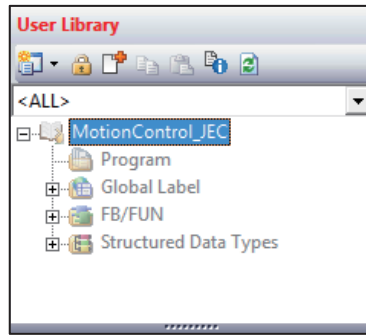 User Library
<ALL>
MotionControl_JEC
Program
Global Label
FB/FUN
Structured Data Types